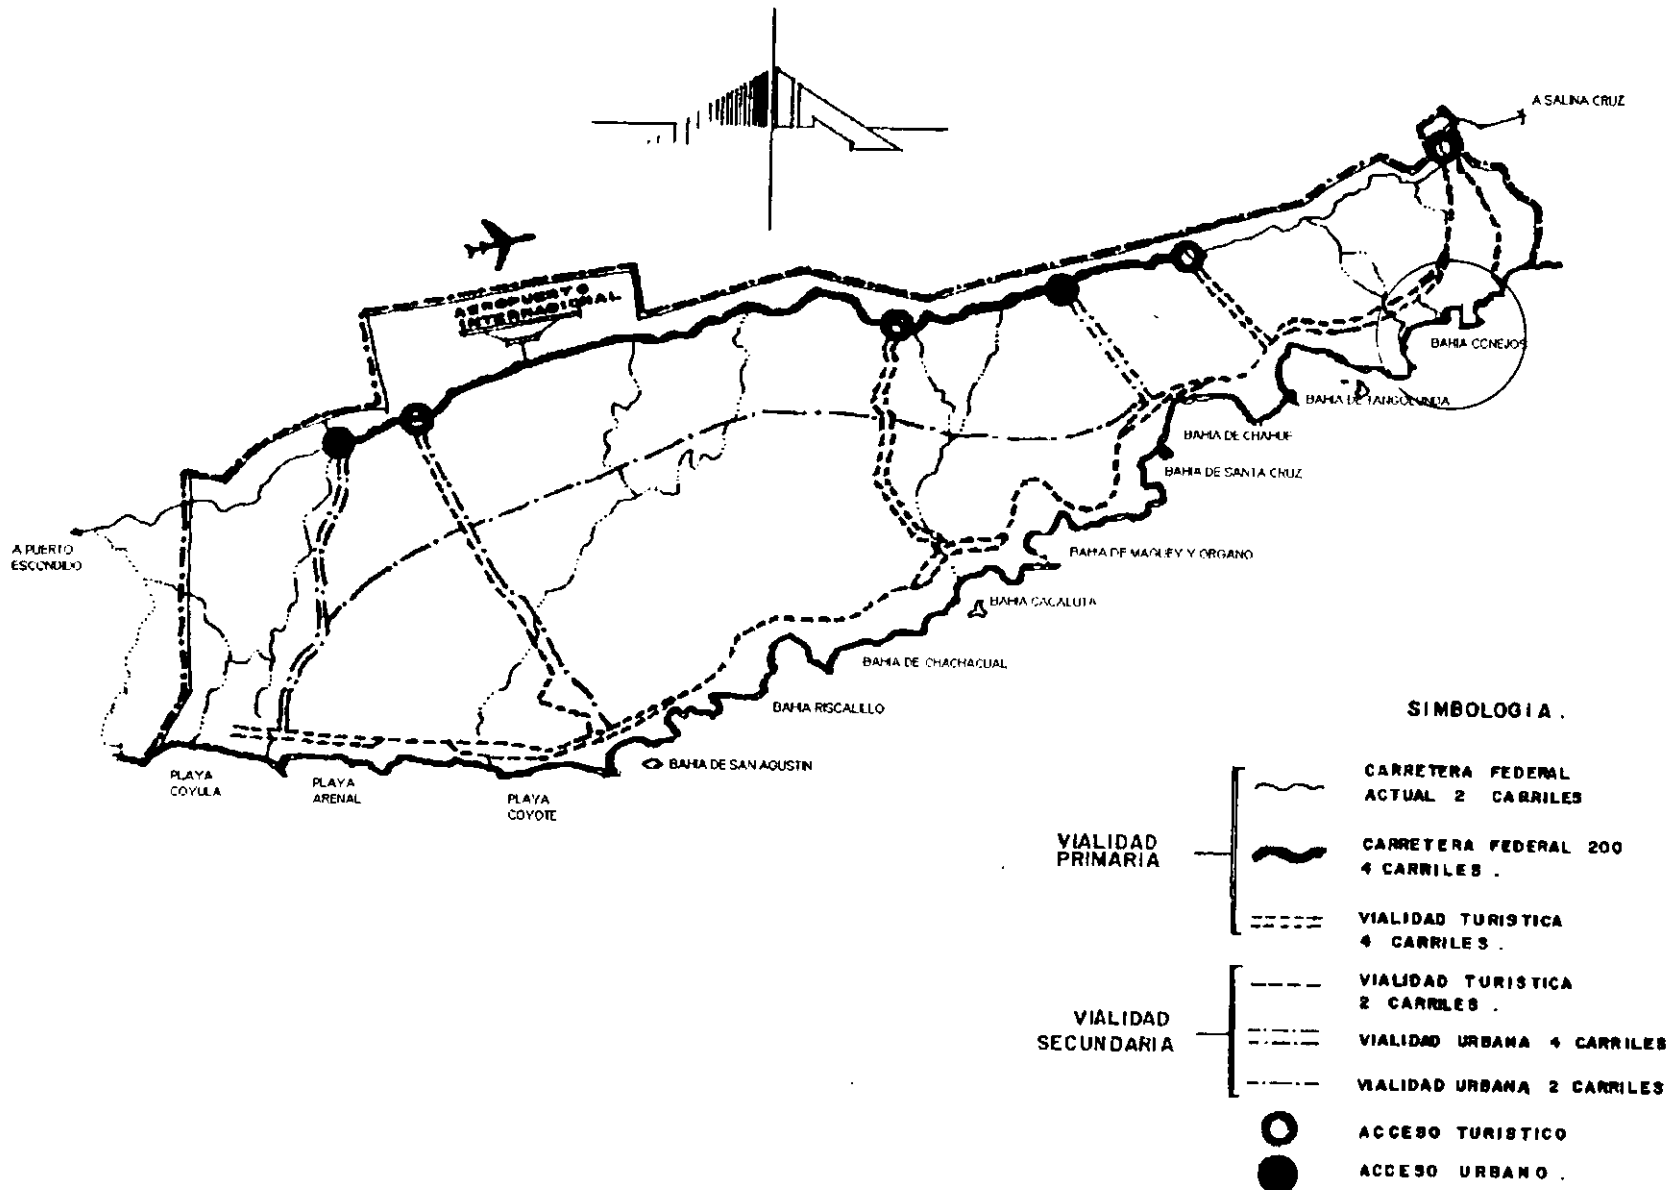 A SALINA CRUZ
AEROPUERTO
INTERNACIONAL
BAHIA CONEJOS
BAHIA DE TANGOLUNDA
BAHIA DE CHAHUE
BAHIA DE SANTA CRUZ
A PUERTO
ESCONDIDO
BAHIA DE MAGUEY Y ORGANO
BAHIA CACALUTA
BAHIA DE CHACHACUAL
BAHIA RISCALILLO
BAHIA DE SAN AGUSTIN
PLAYA
COYULA
PLAYA
ARENAL
PLAYA
COYOTE
SIMBOLOGIA.
VIALIDAD
PRIMARIA
CARRETERA FEDERAL
ACTUAL 2 CARRILES
CARRETERA FEDERAL 200
4 CARRILES.
VIALIDAD TURISTICA
4 CARRILES.
VIALIDAD
SECUNDARIA
VIALIDAD TURISTICA
2 CARRILES.
VIALIDAD URBANA 4 CARRILES
VIALIDAD URBANA 2 CARRILES
ACCESO TURISTICO
ACCESO URBANO.